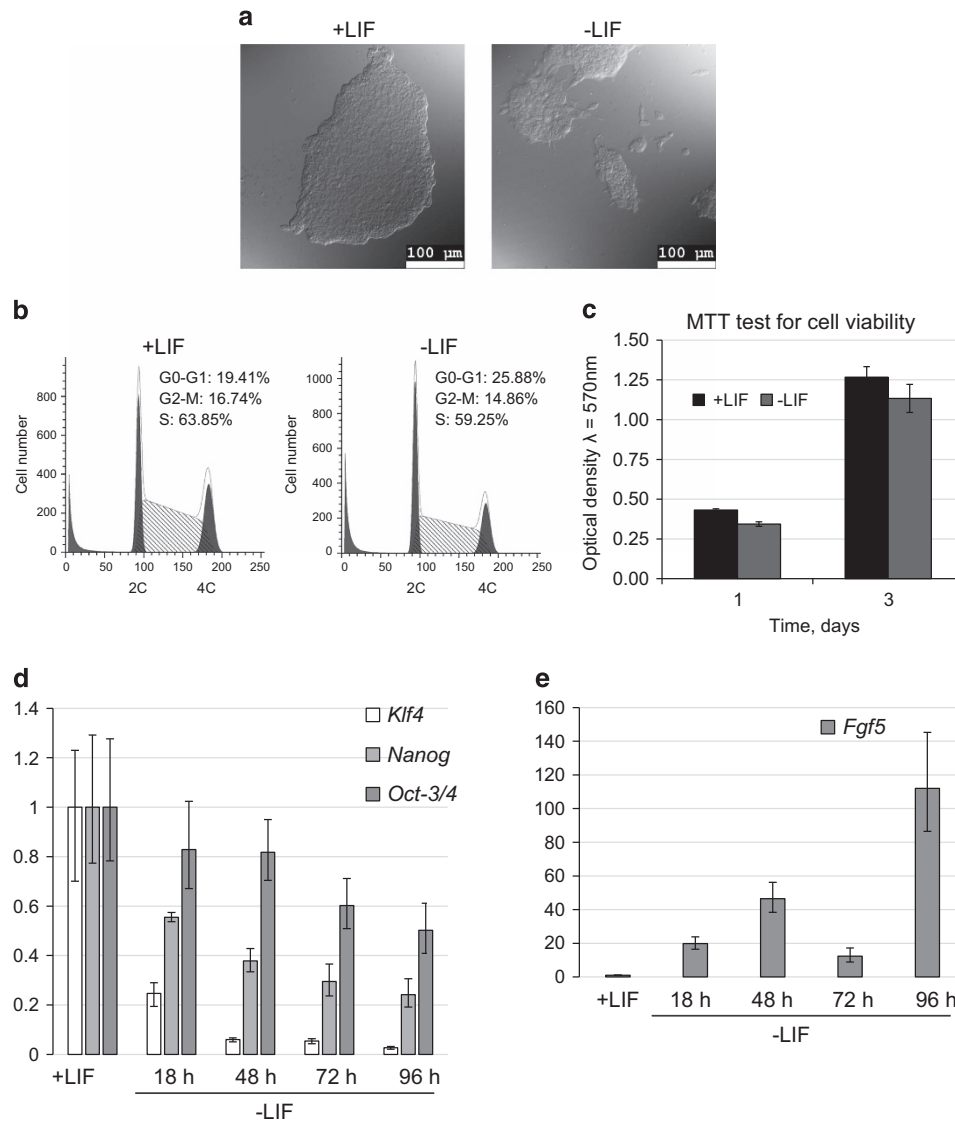 a
+LIF
-LIF
100 µm
100 µm
b
+LIF
G0-G1: 19.41%
G2-M: 16.74%
S: 63.85%
Cell number
800
600
400
200
0
0 50 100 150 200 250
2C 4C
-LIF
G0-G1: 25.88%
G2-M: 14.86%
S: 59.25%
Cell number
1000
800
600
400
200
0
0 50 100 150 200 250
2C 4C
c
MTT test for cell viability
Optical density λ = 570nm
1.50
1.25
1.00
0.75
0.50
0.25
0.00
+LIF -LIF
1 3
Time, days
d
1.4
1.2
1
0.8
0.6
0.4
0.2
0
Klf4
Nanog
Oct-3/4
+LIF 18 h 48 h 72 h 96 h
-LIF
e
160
140
120
100
80
60
40
20
0
Fgf5
+LIF 18 h 48 h 72 h 96 h
-LIF